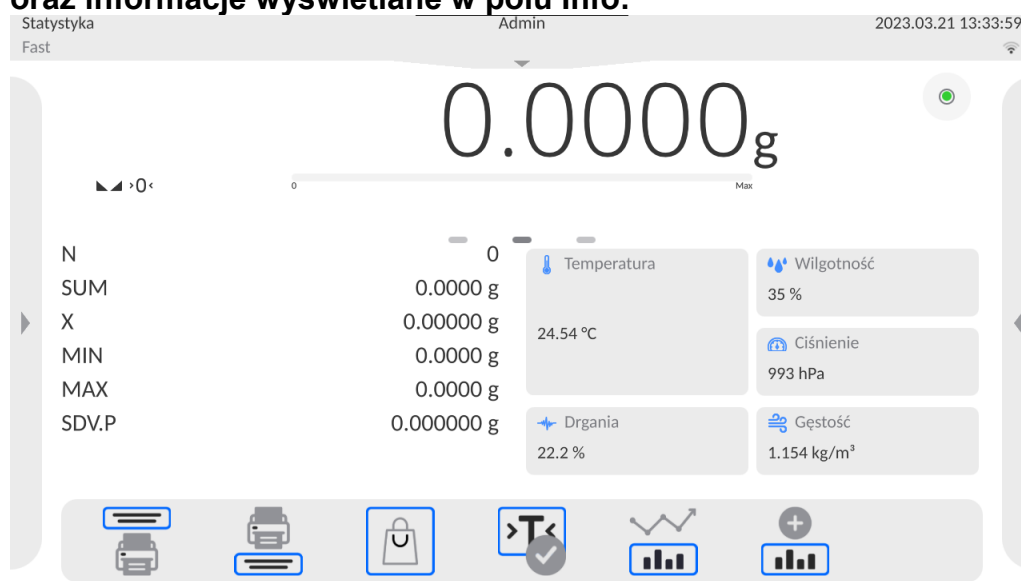 oraz informacje wyświetlane w polu Info:
Statystyka Admin 2023.03.21 13:33:59
Fast
0.0000 g
>0<
0 Max
N 0
SUM 0.0000 g
X 0.00000 g
MIN 0.0000 g
MAX 0.0000 g
SDV.P 0.000000 g
Temperatura
24.54 °C
Wilgotność
35 %
Ciśnienie
993 hPa
Drgania
22.2 %
Gęstość
1.154 kg/m³
>T<